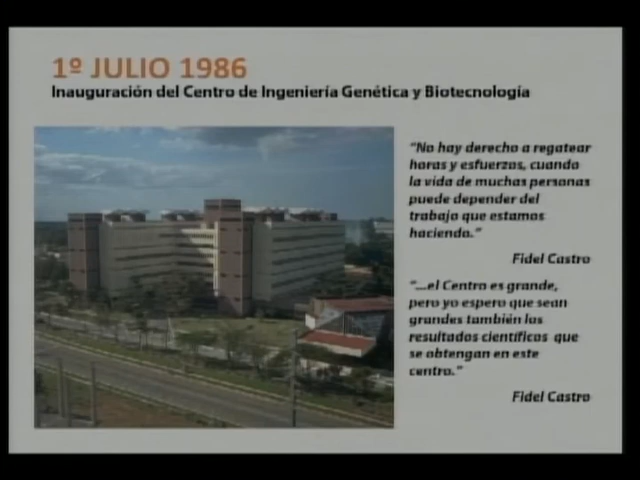 1º JULIO 1986
Inauguración del Centro de Ingeniería Genética y Biotecnología
"No hay derecho a regatear
horas y esfuerzos, cuando
la vida de muchas personas
puede depender del
trabajo que estamos
haciendo."
Fidel Castro
"...el Centro es grande,
pero yo espero que sean
grandes también los
resultados científicos que
se obtengan en este
centro."
Fidel Castro